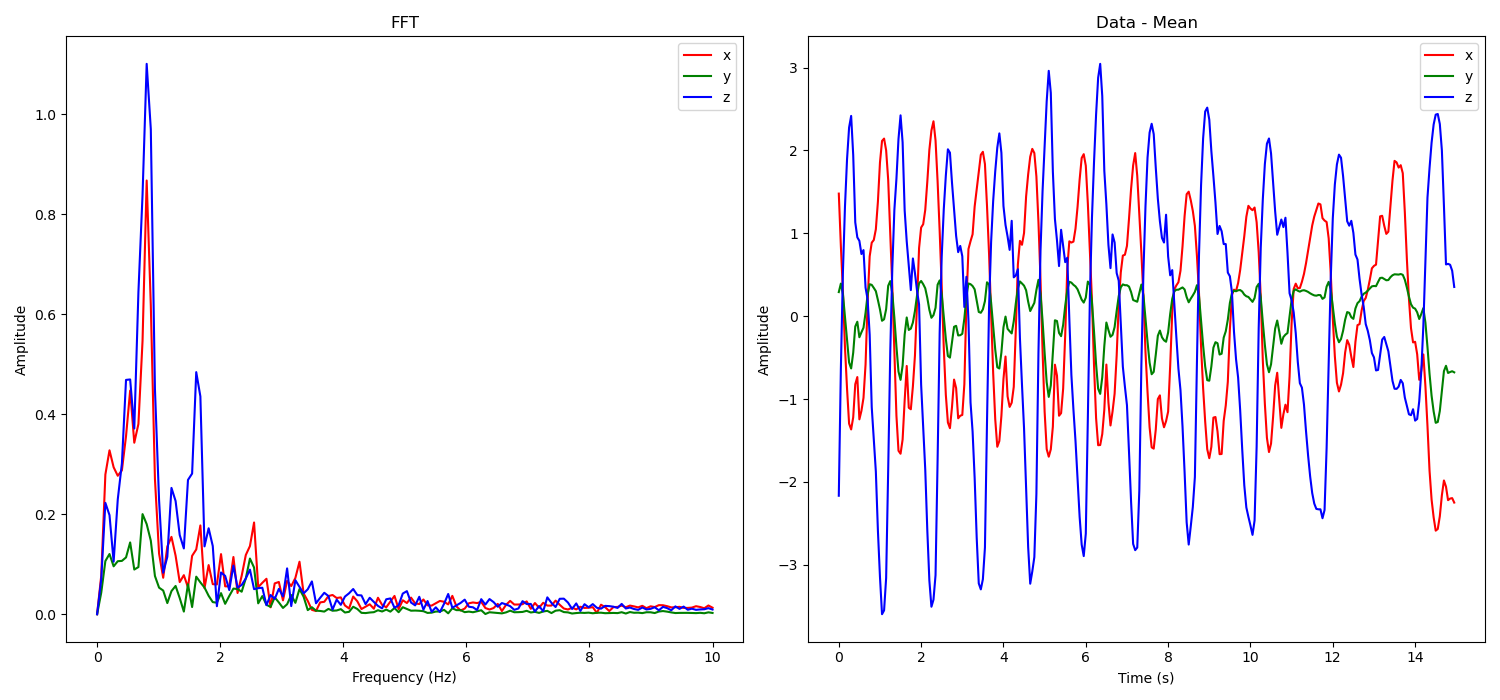 FFT
Amplitude
1.0
0.8
0.6
0.4
0.2
0.0
0 2 4 6 8 10
Frequency (Hz)
x
y
z
Data - Mean
Amplitude
3
2
1
0
−1
−2
−3
0 2 4 6 8 10 12 14
Time (s)
x
y
z